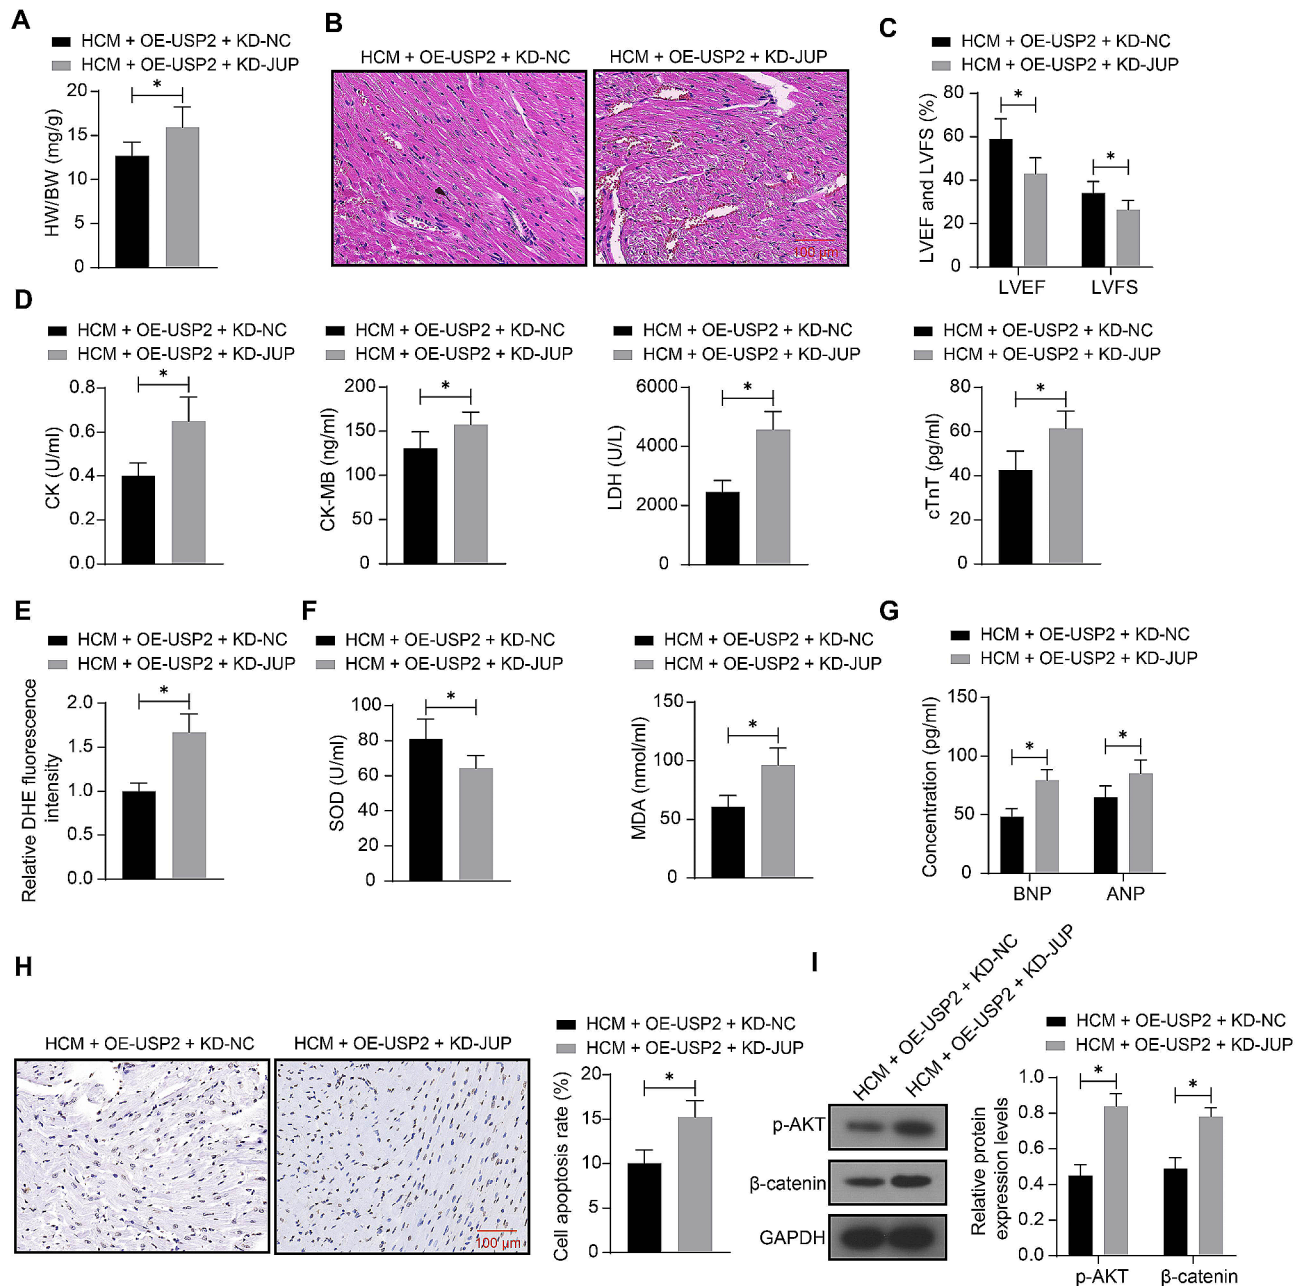 A
HCM + OE-USP2 + KD-NC
HCM + OE-USP2 + KD-JUP
HW/BW (mg/g)
20
15
10
5
0
*
B
HCM + OE-USP2 + KD-NC
HCM + OE-USP2 + KD-JUP
100 μm
C
HCM + OE-USP2 + KD-NC
HCM + OE-USP2 + KD-JUP
LVEF and LVFS (%)
80
60
40
20
0
*
*
LVEF
LVFS
D
HCM + OE-USP2 + KD-NC
HCM + OE-USP2 + KD-JUP
CK (U/ml)
0.8
0.6
0.4
0.2
0.0
*
HCM + OE-USP2 + KD-NC
HCM + OE-USP2 + KD-JUP
CK-MB (ng/ml)
200
150
100
50
0
*
HCM + OE-USP2 + KD-NC
HCM + OE-USP2 + KD-JUP
LDH (U/L)
6000
4000
2000
0
*
HCM + OE-USP2 + KD-NC
HCM + OE-USP2 + KD-JUP
cTnT (pg/ml)
80
60
40
20
0
*
E
HCM + OE-USP2 + KD-NC
HCM + OE-USP2 + KD-JUP
Relative DHE fluorescence
intensity
2.0
1.5
1.0
0.5
0.0
*
F
HCM + OE-USP2 + KD-NC
HCM + OE-USP2 + KD-JUP
SOD (U/ml)
100
80
60
40
20
0
*
HCM + OE-USP2 + KD-NC
HCM + OE-USP2 + KD-JUP
MDA (nmol/ml)
150
100
50
0
*
G
HCM + OE-USP2 + KD-NC
HCM + OE-USP2 + KD-JUP
Concentration (pg/ml)
150
100
50
0
*
*
BNP
ANP
H
HCM + OE-USP2 + KD-NC
HCM + OE-USP2 + KD-JUP
100 μm
HCM + OE-USP2 + KD-NC
HCM + OE-USP2 + KD-JUP
Cell apoptosis rate (%)
20
15
10
5
0
*
I
HCM + OE-USP2 + KD-NC
HCM + OE-USP2 + KD-JUP
p-AKT
β-catenin
GAPDH
HCM + OE-USP2 + KD-NC
HCM + OE-USP2 + KD-JUP
Relative protein
expression levels
1.0
0.8
0.6
0.4
0.2
0.0
*
*
p-AKT
β-catenin